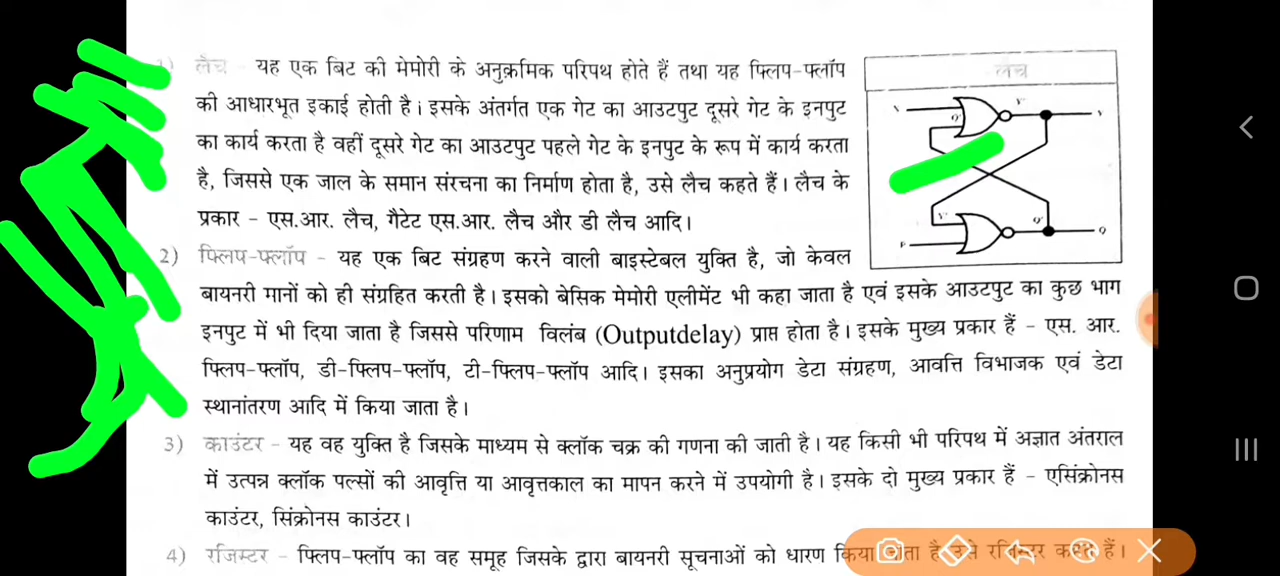 1) लैच - यह एक बिट की मेमोरी के अनुक्रमिक परिपथ होते हैं तथा यह फ्लिप-फ्लॉप
की आधारभूत इकाई होती है। इसके अंतर्गत एक गेट का आउटपुट दूसरे गेट के इनपुट
का कार्य करता है वहीं दूसरे गेट का आउटपुट पहले गेट के इनपुट के रूप में कार्य करता
है, जिससे एक जाल के समान संरचना का निर्माण होता है, उसे लैच कहते हैं। लैच के
प्रकार - एस.आर. लैच, गैटेट एस.आर. लैच और डी लैच आदि।
लैच
2) फ्लिप-फ्लॉप - यह एक बिट संग्रहण करने वाली बाइस्टेबल युक्ति है, जो केवल
बायनरी मानों को ही संग्रहित करती है। इसको बेसिक मेमोरी एलीमेंट भी कहा जाता है एवं इसके आउटपुट का कुछ भाग
इनपुट में भी दिया जाता है जिससे परिणाम विलंब (Outputdelay) प्राप्त होता है। इसके मुख्य प्रकार हैं - एस. आर.
फ्लिप-फ्लॉप, डी-फ्लिप-फ्लॉप, टी-फ्लिप-फ्लॉप आदि। इसका अनुप्रयोग डेटा संग्रहण, आवत्ति विभाजक एवं डेटा
स्थानांतरण आदि में किया जाता है।
3) काउंटर - यह वह युक्ति है जिसके माध्यम से क्लॉक चक्र की गणना की जाती है। यह किसी भी परिपथ में अज्ञात अंतराल
में उत्पन्न क्लॉक पल्सों की आवृत्ति या आवृत्तकाल का मापन करने में उपयोगी है। इसके दो मुख्य प्रकार हैं - एसिंक्रोनस
काउंटर, सिंक्रोनस काउंटर।
4) रजिस्टर - फ्लिप-फ्लॉप का वह समूह जिसके द्वारा बायनरी सूचनाओं को धारण किया जाता है उसे रजिस्टर कहते हैं।